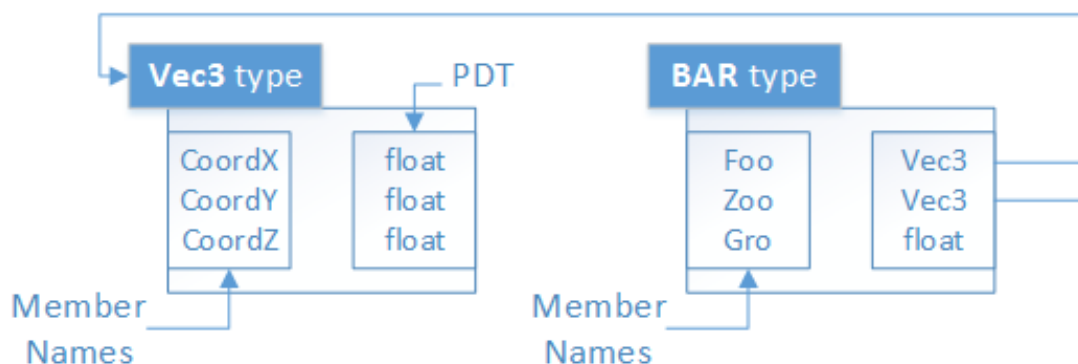 Vec3 type
PDT
CoordX float
CoordY float
CoordZ float
Member
Names
BAR type
Foo Vec3
Zoo Vec3
Gro float
Member
Names